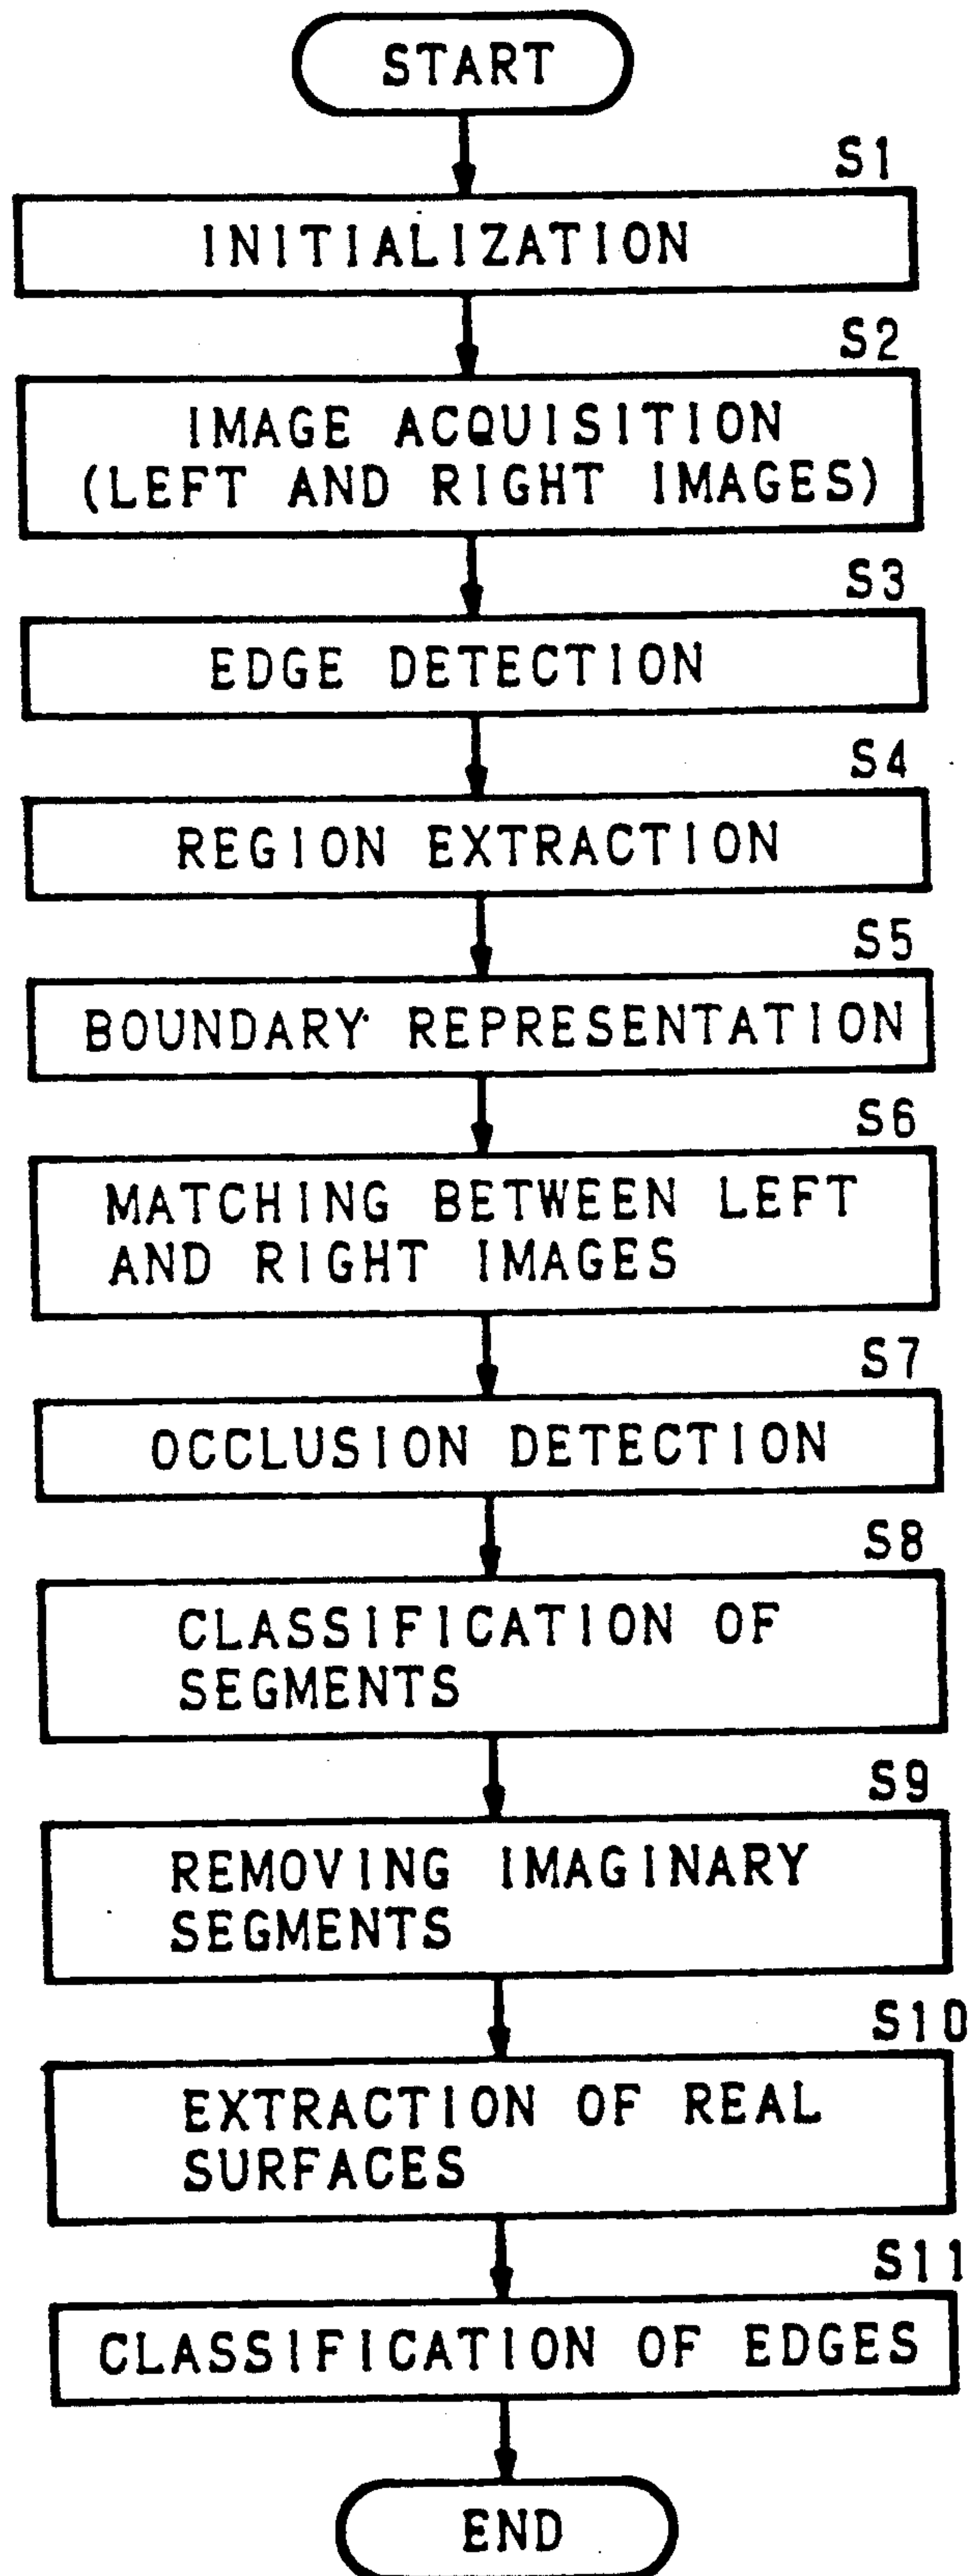 START
S1
INITIALIZATION
S2
IMAGE ACQUISITION
(LEFT AND RIGHT IMAGES)
S3
EDGE DETECTION
S4
REGION EXTRACTION
S5
BOUNDARY REPRESENTATION
S6
MATCHING BETWEEN LEFT
AND RIGHT IMAGES
S7
OCCLUSION DETECTION
S8
CLASSIFICATION OF
SEGMENTS
S9
REMOVING IMAGINARY
SEGMENTS
S10
EXTRACTION OF REAL
SURFACES
S11
CLASSIFICATION OF EDGES
END